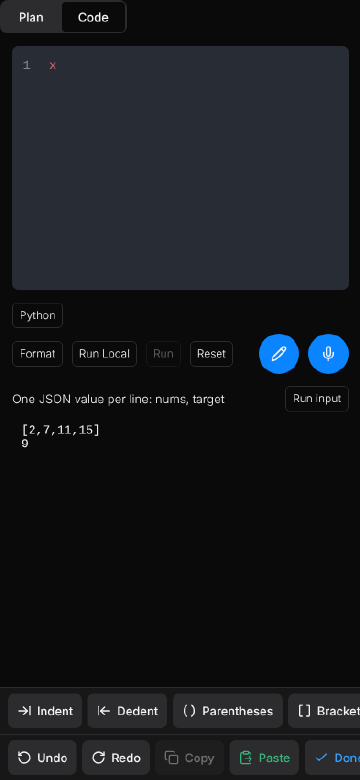 Plan Code
1 x
Python
Format Run Local Run Reset
One JSON value per line: nums, target Run input
[2,7,11,15]
9
Indent Dedent () Parentheses [] Bracket
Undo Redo Copy Paste Don